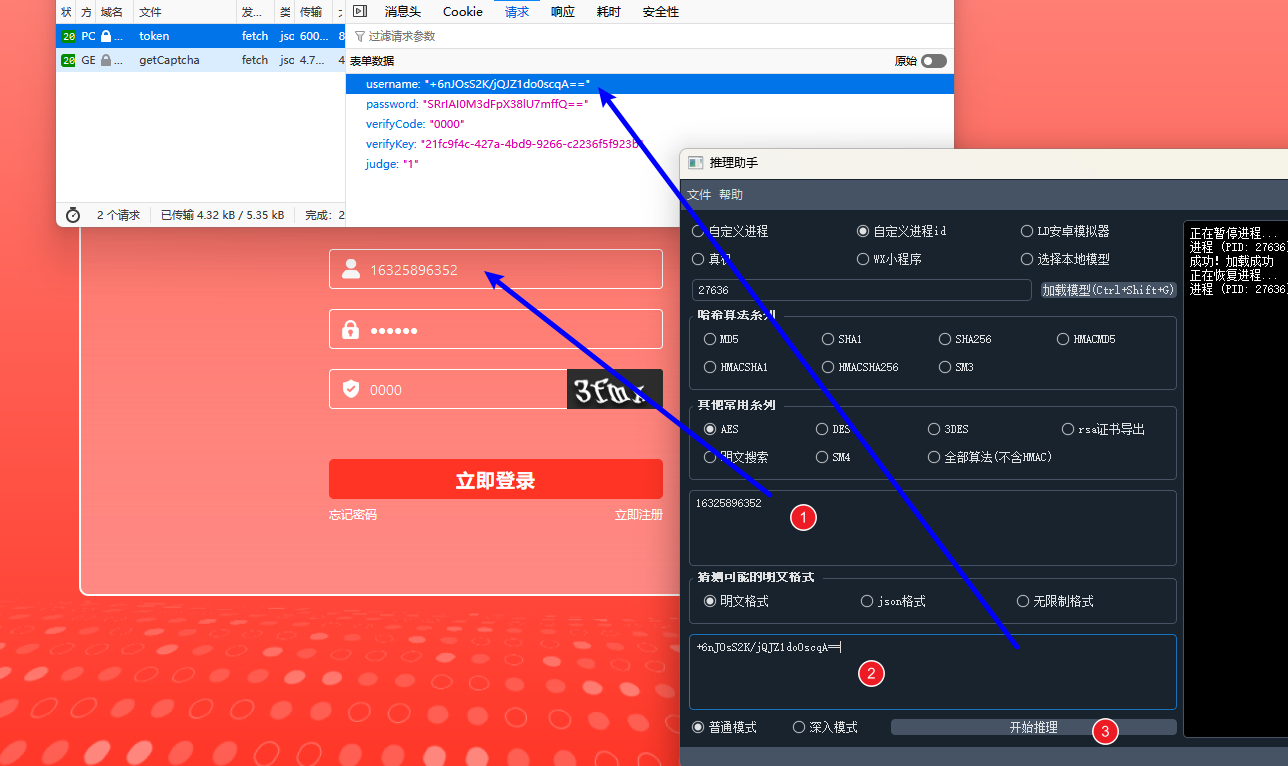 状 方 域名 文件 发... 类 传输 消息头 Cookie 请求 响应 耗时 安全性
20 PC ... token fetch jsc 600... 8
过滤请求参数
20 GE ... getCaptcha fetch jsc 4.7... 4
表单数据 原始
username: "+6nJOsS2K/jQJZ1do0scqA=="
password: "SRrIAI0M3dFpX38lU7mffQ=="
verifyCode: "0000"
verifyKey: "21fc9f4c-427a-4bd9-9266-c2236f5f923b"
judge: "1"
2 个请求 已传输 4.32 kB / 5.35 kB 完成: 2
16325896352
••••••
0000
立即登录
忘记密码 立即注册
推理助手
文件 帮助
自定义进程 自定义进程id LD安卓模拟器
真机 WX小程序 选择本地模型
27636 加载模型(Ctrl+Shift+G)
哈希算法系列
MD5 SHA1 SHA256 HMACMD5
HMACSHA1 HMACSHA256 SM3
其他常用系列
AES DES 3DES rsa证书导出
明文搜索 SM4 全部算法(不含HMAC)
16325896352
1
猜测可能的明文格式
明文格式 json格式 无限制格式
+6nJOsS2K/jQJZ1do0scqA==
2
普通模式 深入模式 开始推理
3
正在暂停进程...
进程 (PID: 27636
成功! 加载成功
正在恢复进程...
进程 (PID: 27636